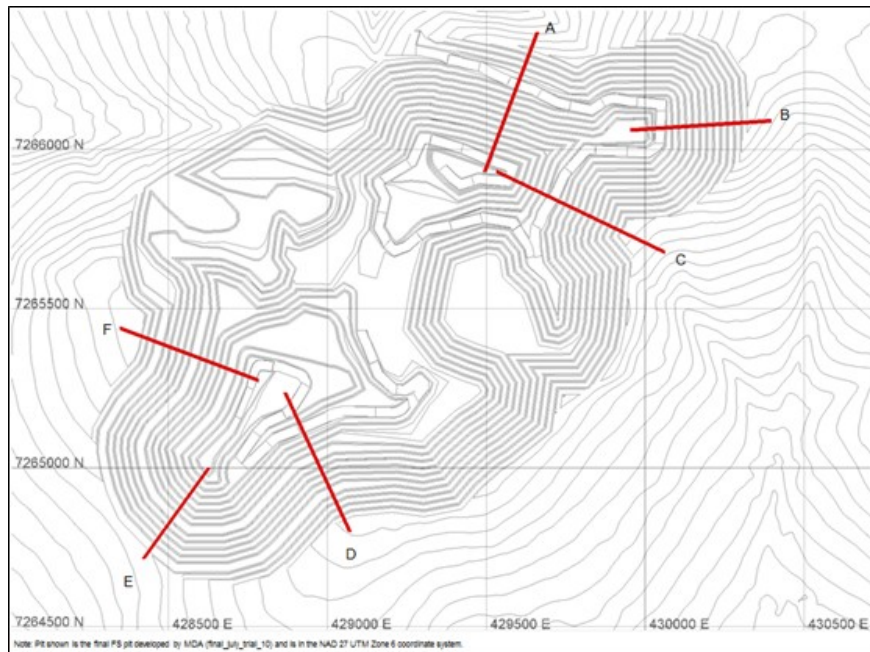 A
B
7266000 N
C
7265500 N
F
7265000 N
D
E
7264500 N
428500 E 429000 E 429500 E 430000 E 430500 E
Note: Pit shown is the final FS pit developed by MDA (final_july_trial_10) and is in the NAD 27 UTM Zone 6 coordinate system.